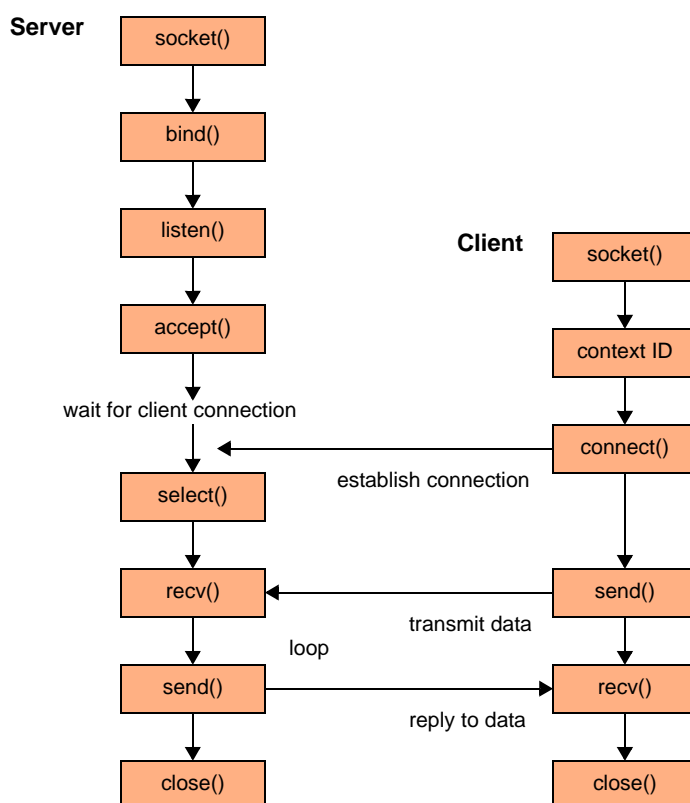 Server
socket()
bind()
listen()
accept()
wait for client connection
select()
recv()
send()
close()
Client
socket()
context ID
connect()
send()
recv()
close()
establish connection
transmit data
loop
reply to data